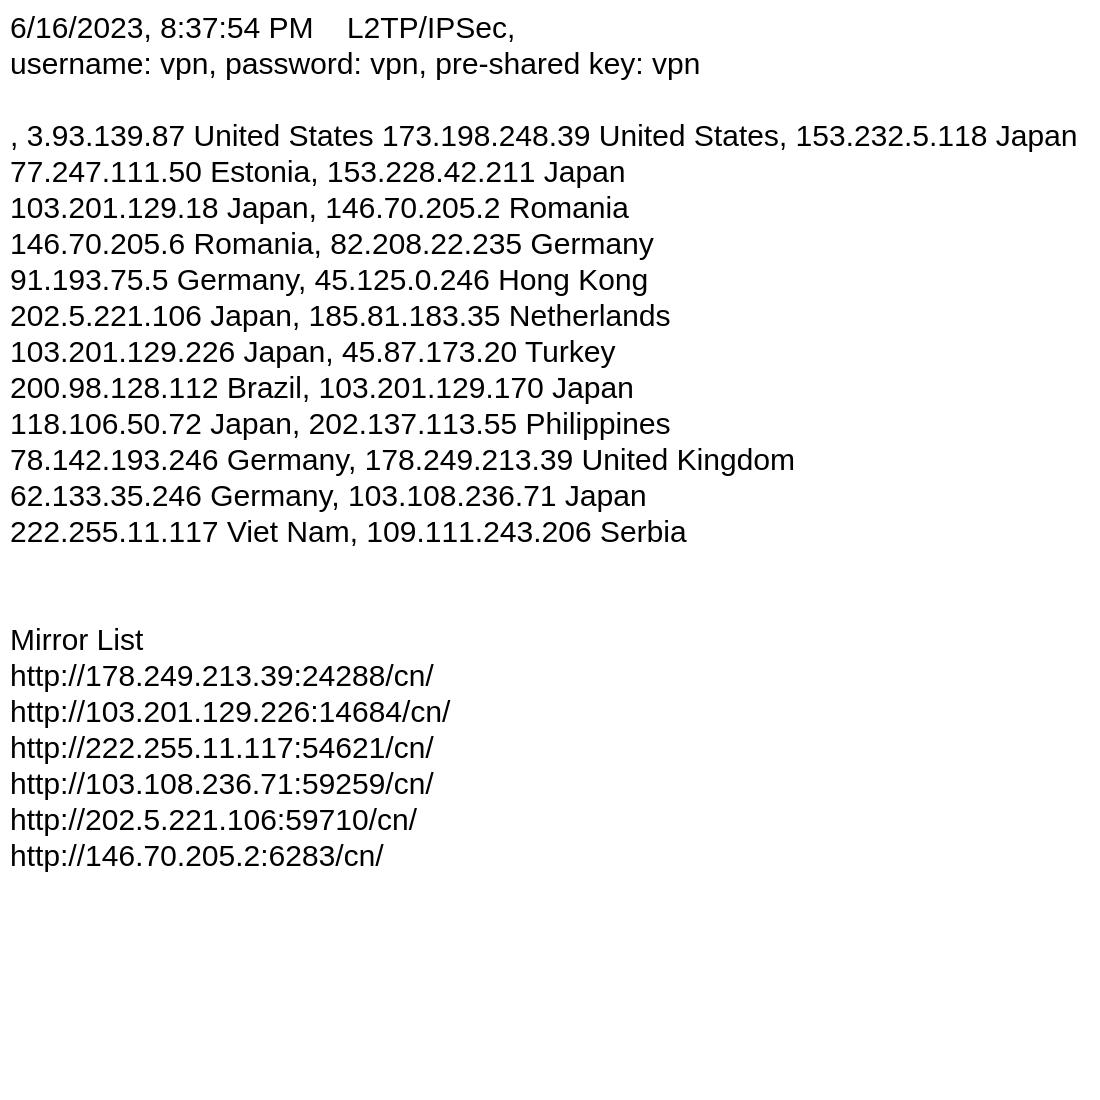 6/16/2023, 8:37:54 PM    L2TP/IPSec,
username: vpn, password: vpn, pre-shared key: vpn
, 3.93.139.87 United States 173.198.248.39 United States, 153.232.5.118 Japan
77.247.111.50 Estonia, 153.228.42.211 Japan
103.201.129.18 Japan, 146.70.205.2 Romania
146.70.205.6 Romania, 82.208.22.235 Germany
91.193.75.5 Germany, 45.125.0.246 Hong Kong
202.5.221.106 Japan, 185.81.183.35 Netherlands
103.201.129.226 Japan, 45.87.173.20 Turkey
200.98.128.112 Brazil, 103.201.129.170 Japan
118.106.50.72 Japan, 202.137.113.55 Philippines
78.142.193.246 Germany, 178.249.213.39 United Kingdom
62.133.35.246 Germany, 103.108.236.71 Japan
222.255.11.117 Viet Nam, 109.111.243.206 Serbia
Mirror List
http://178.249.213.39:24288/cn/
http://103.201.129.226:14684/cn/
http://222.255.11.117:54621/cn/
http://103.108.236.71:59259/cn/
http://202.5.221.106:59710/cn/
http://146.70.205.2:6283/cn/